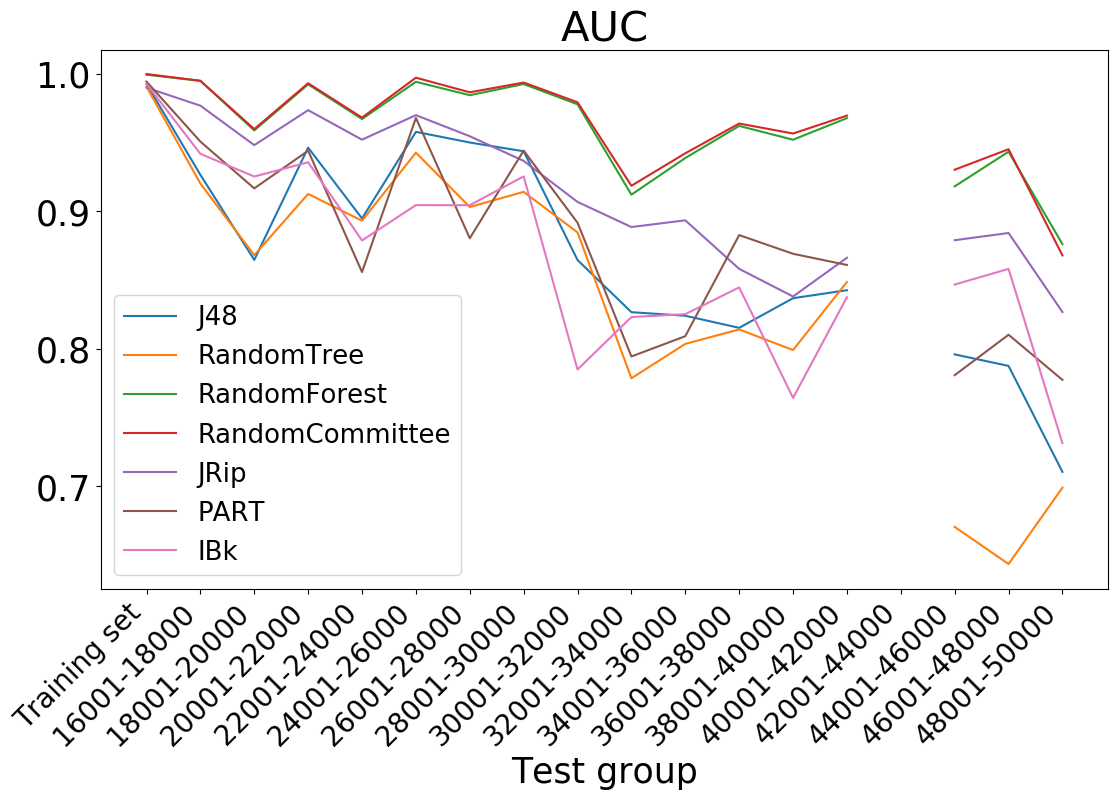 AUC
1.0
0.9
0.8
0.7
J48
RandomTree
RandomForest
RandomCommittee
JRip
PART
IBk
Training set
16001-18000
18001-20000
20001-22000
22001-24000
24001-26000
26001-28000
28001-30000
30001-32000
32001-34000
34001-36000
36001-38000
38001-40000
40001-42000
42001-44000
44001-46000
46001-48000
48001-50000
Test group